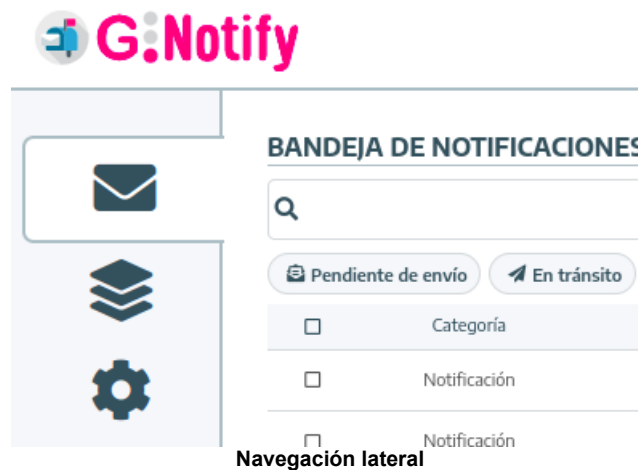 G:Notify
BANDEJA DE NOTIFICACIONES
Pendiente de envío
En tránsito
Categoría
Notificación
Notificación
Navegación lateral